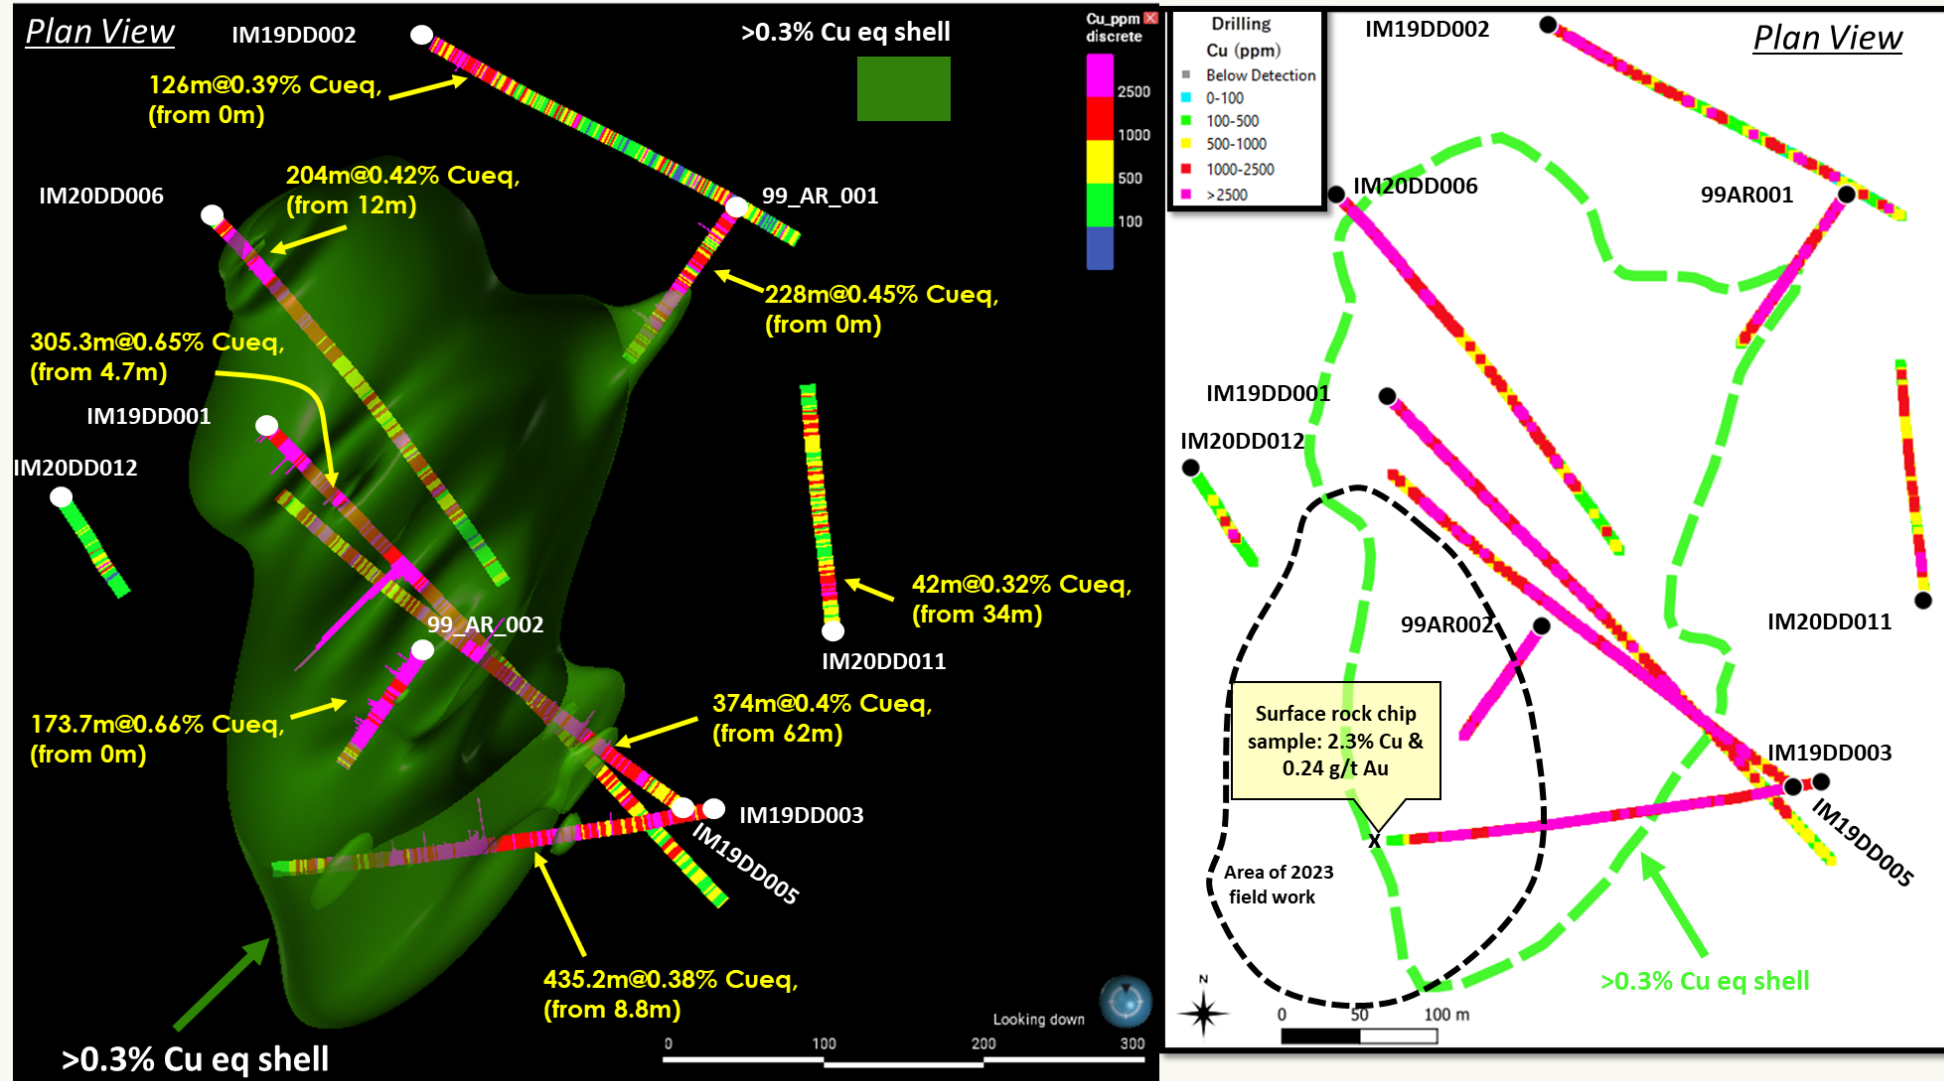 Plan View
IM19DD002
>0.3% Cu eq shell
Cu_ppm
discrete
2500
1000
500
100
126m@0.39% Cueq,
(from 0m)
204m@0.42% Cueq,
(from 12m)
IM20DD006
99_AR_001
228m@0.45% Cueq,
(from 0m)
305.3m@0.65% Cueq,
(from 4.7m)
IM19DD001
IM20DD012
42m@0.32% Cueq,
(from 34m)
99_AR_002
IM20DD011
173.7m@0.66% Cueq,
(from 0m)
374m@0.4% Cueq,
(from 62m)
IM19DD003
IM19DD005
435.2m@0.38% Cueq,
(from 8.8m)
>0.3% Cu eq shell
Looking down
0 100 200 300
Drilling
Cu (ppm)
Below Detection
0-100
100-500
500-1000
1000-2500
>2500
IM19DD002
Plan View
IM20DD006
99AR001
IM19DD001
IM20DD012
99AR002
IM20DD011
Surface rock chip
sample: 2.3% Cu &
0.24 g/t Au
IM19DD003
X
IM19DD005
Area of 2023
field work
>0.3% Cu eq shell
N
0 50 100 m